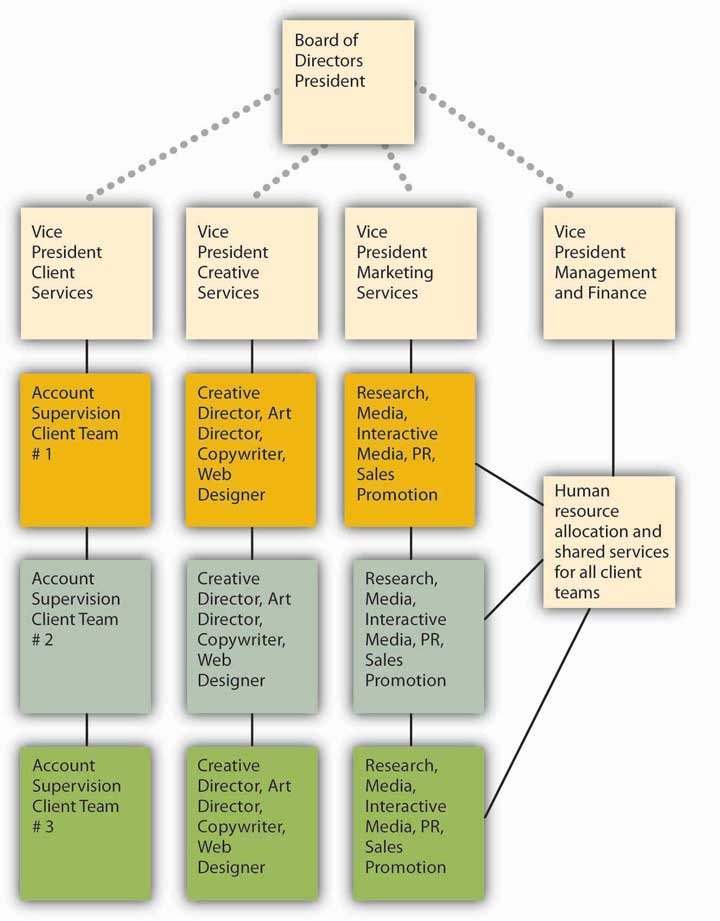 Board of
Directors
President
Vice
President
Client
Services
Vice
President
Creative
Services
Vice
President
Marketing
Services
Vice
President
Management
and Finance
Account
Supervision
Client Team
# 1
Creative
Director, Art
Director,
Copywriter,
Web
Designer
Research,
Media,
Interactive
Media, PR,
Sales
Promotion
Human
resource
allocation and
shared services
for all client
teams
Account
Supervision
Client Team
# 2
Creative
Director, Art
Director,
Copywriter,
Web
Designer
Research,
Media,
Interactive
Media, PR,
Sales
Promotion
Account
Supervision
Client Team
# 3
Creative
Director, Art
Director,
Copywriter,
Web
Designer
Research,
Media,
Interactive
Media, PR,
Sales
Promotion